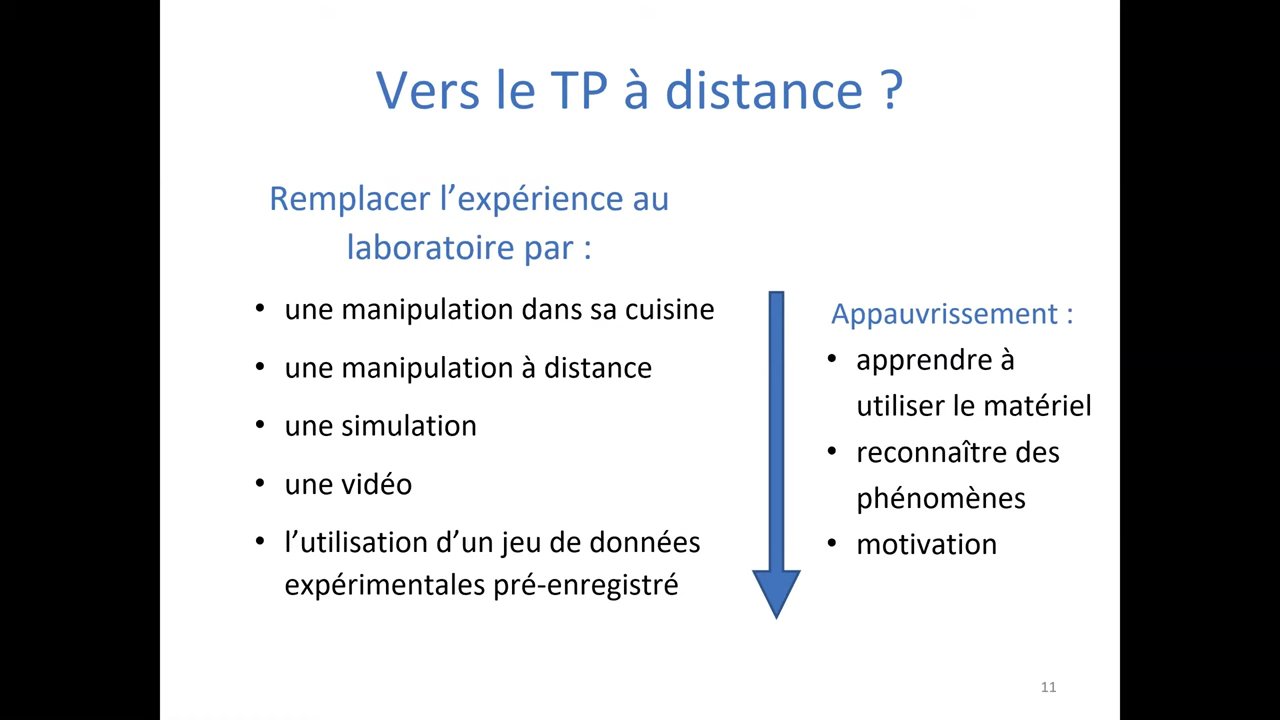 Vers le TP à distance ?
Remplacer l’expérience au
laboratoire par :
• une manipulation dans sa cuisine
• une manipulation à distance
• une simulation
• une vidéo
• l’utilisation d’un jeu de données
expérimentales pré-enregistré
Appauvrissement :
• apprendre à
utiliser le matériel
• reconnaître des
phénomènes
• motivation
11